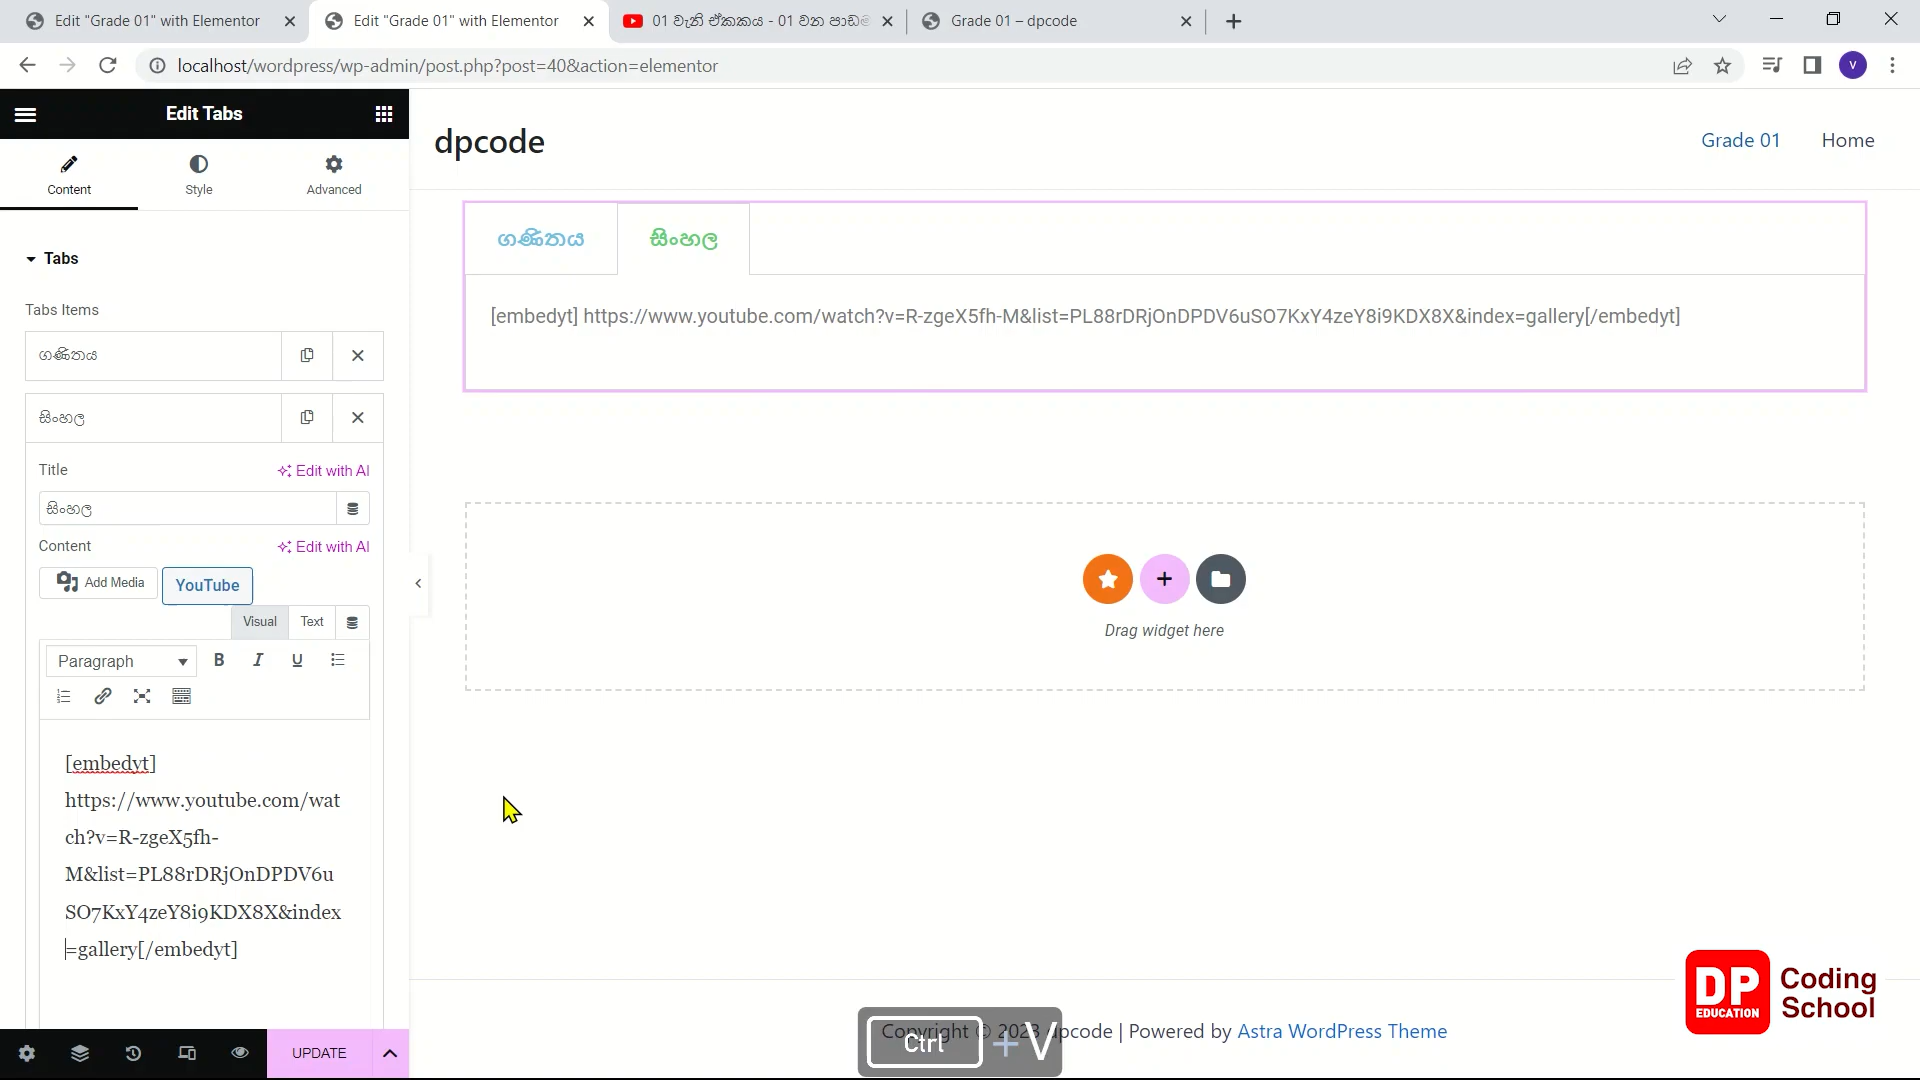 Edit "Grade 01" with Elementor
Edit "Grade 01" with Elementor
01 වැනි ඒකකය - 01 වන පාඩම
Grade 01 – dpcode
localhost/wordpress/wp-admin/post.php?post=40&action=elementor
V
Edit Tabs
Content
Style
Advanced
Tabs
Tabs Items
ගණිතය
සිංහල
Title
Edit with AI
සිංහල
Content
Edit with AI
Add Media
YouTube
Visual
Text
Paragraph
B
I
U
[embedyt]
https://www.youtube.com/wat
ch?v=R-zgeX5fh-
M&list=PL88rDRjOnDPDV6u
SO7KxY4zeY8i9KDX8X&index
=gallery[/embedyt]
UPDATE
dpcode
Grade 01
Home
ගණිතය
සිංහල
[embedyt] https://www.youtube.com/watch?v=R-zgeX5fh-M&list=PL88rDRjOnDPDV6uSO7KxY4zeY8i9KDX8X&index=gallery[/embedyt]
Drag widget here
Copyright © 2023 dpcode | Powered by Astra WordPress Theme
Ctrl + V
DP
EDUCATION
Coding
School